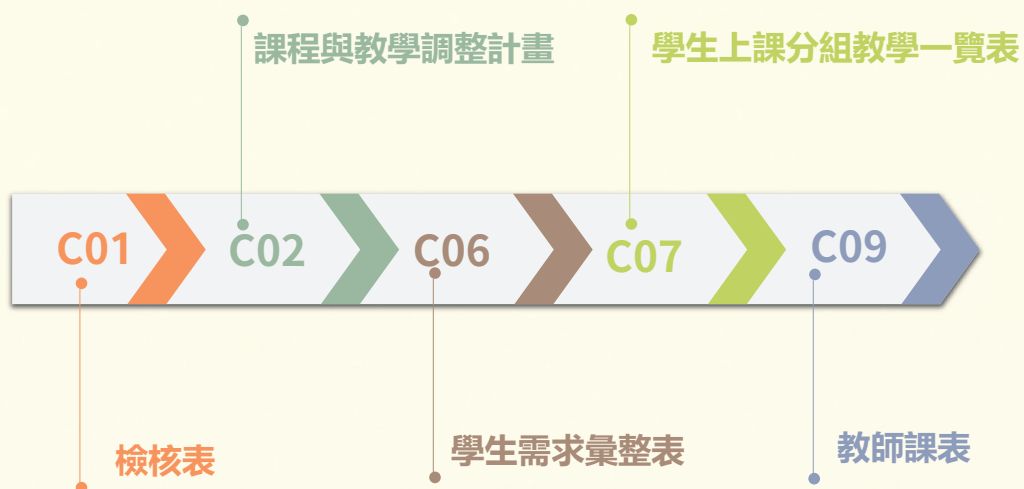 課程與教學調整計畫
學生上課分組教學一覽表
C01
C02
C06
C07
C09
檢核表
學生需求彙整表
教師課表